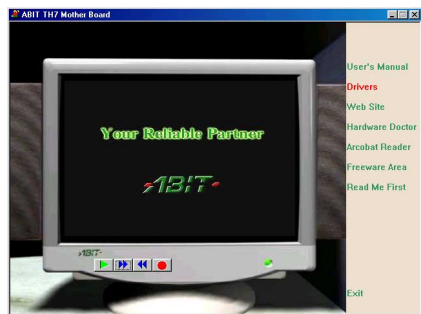 ABIT TH7 Mother Board
User's Manual
Drivers
Web Site
Hardware Doctor
Arcobat Reader
Freeware Area
Read Me First
Exit
Your Reliable Partner
ABIT
ABIT